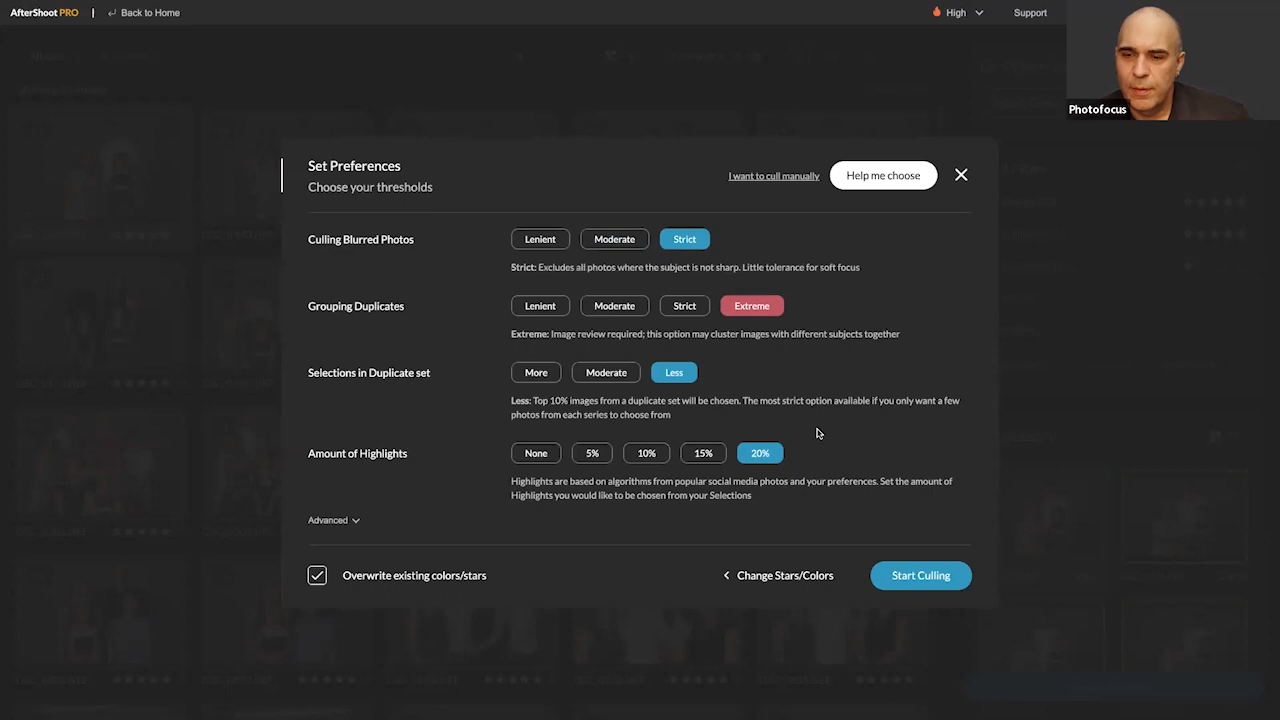 AfterShoot PRO | Back to Home High Support
Photofocus
Set Preferences
Choose your thresholds
I want to cull manually Help me choose
Culling Blurred Photos Lenient Moderate Strict
Strict: Excludes all photos where the subject is not sharp. Little tolerance for soft focus
Grouping Duplicates Lenient Moderate Strict Extreme
Extreme: Image review required; this option may cluster images with different subjects together
Selections in Duplicate set More Moderate Less
Less: Top 10% images from a duplicate set will be chosen. The most strict option available if you only want a few
photos from each series to choose from
Amount of Highlights None 5% 10% 15% 20%
Highlights are based on algorithms from popular social media photos and your preferences. Set the amount of
Highlights you would like to be chosen from your Selections
Advanced
Overwrite existing colors/stars Change Stars/Colors Start Culling